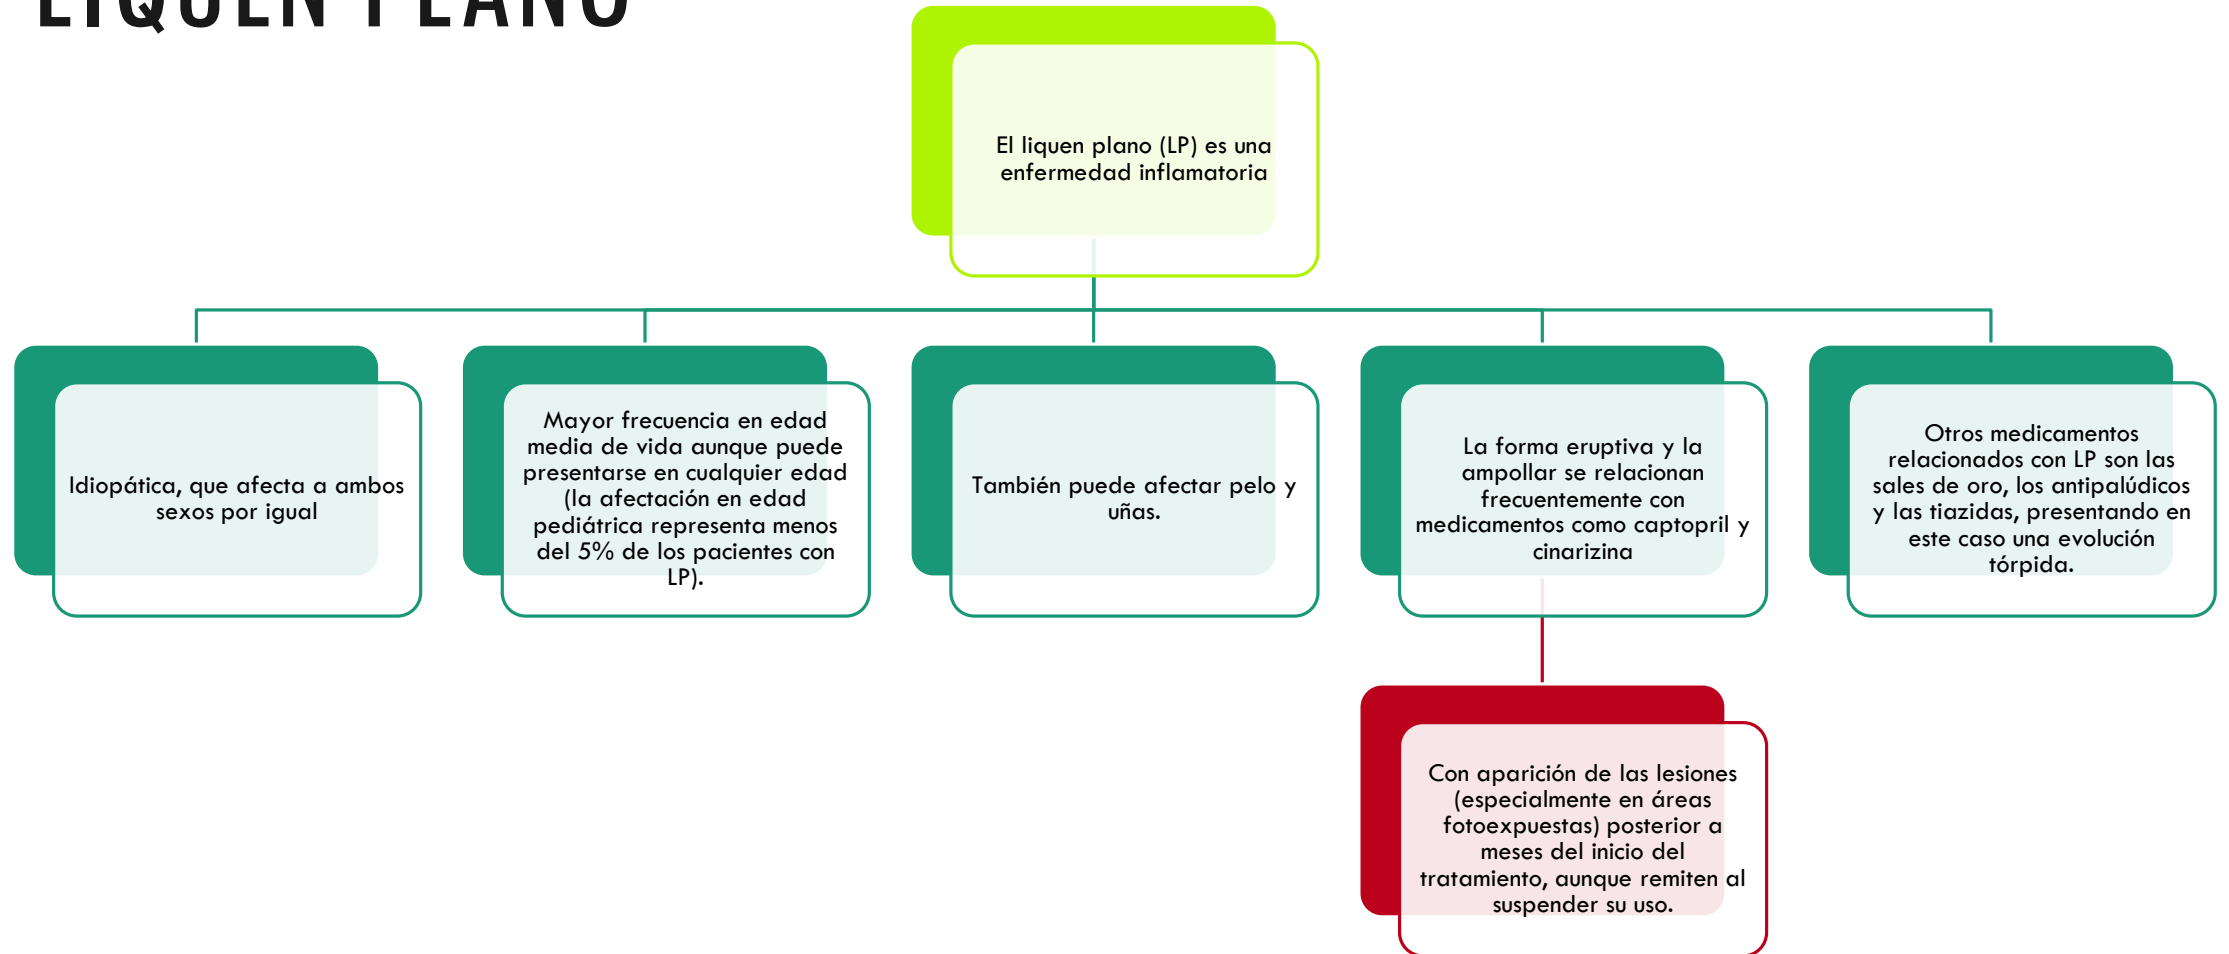 LIQUEN PLANO
El liquen plano (LP) es una
enfermedad inflamatoria
Idiopática, que afecta a ambos
sexos por igual
Mayor frecuencia en edad
media de vida aunque puede
presentarse en cualquier edad
(la afectación en edad
pediátrica representa menos
del 5% de los pacientes con
LP).
También puede afectar pelo y
uñas.
La forma eruptiva y la
ampollar se relacionan
frecuentemente con
medicamentos como captopril y
cinarizina
Otros medicamentos
relacionados con LP son las
sales de oro, los antipalúdicos
y las tiazidas, presentando en
este caso una evolución
tórpida.
Con aparición de las lesiones
(especialmente en áreas
fotoexpuestas) posterior a
meses del inicio del
tratamiento, aunque remiten al
suspender su uso.